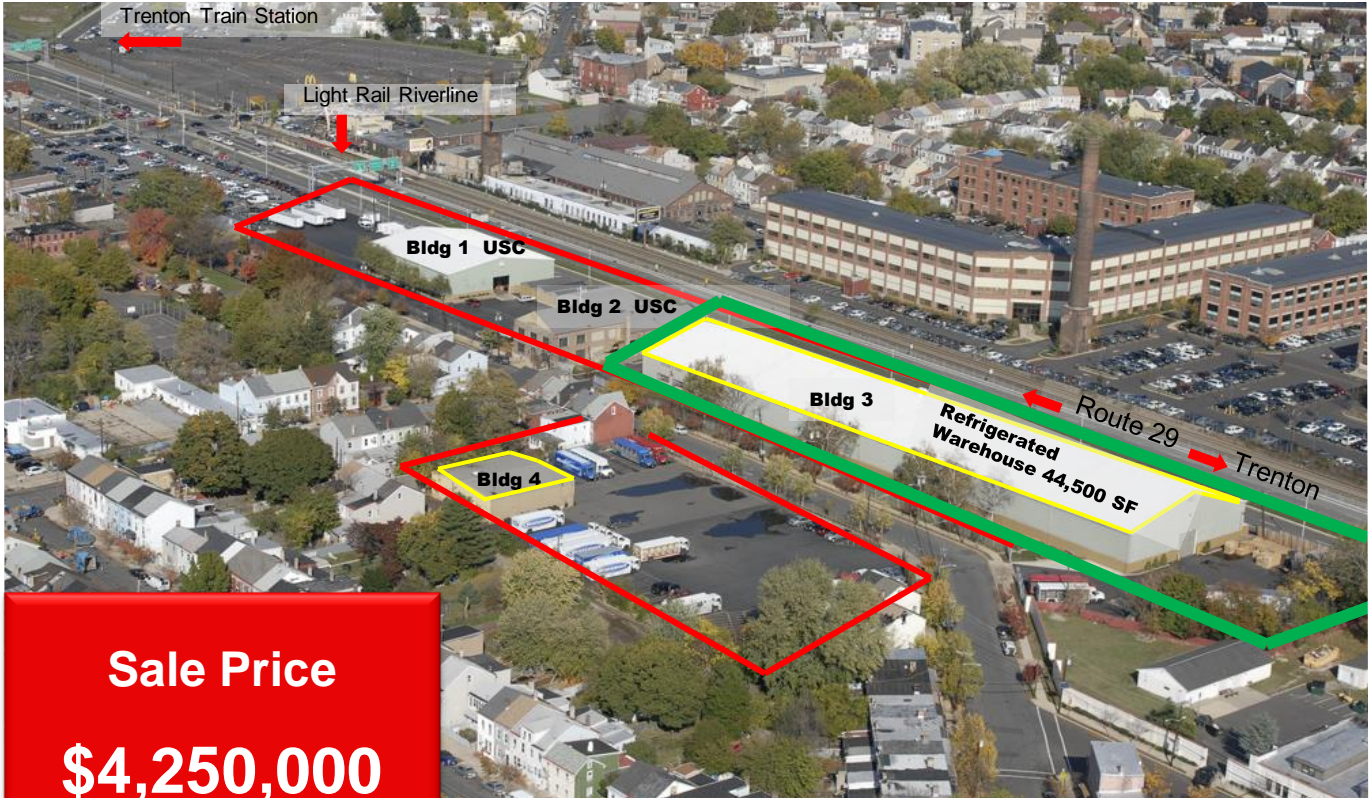 Trenton Train Station
Light Rail Riverline
Bldg 1 USC
Bldg 2 USC
Bldg 3
Refrigerated
Warehouse 44,500 SF
Route 29
Trenton
Bldg 4
Sale Price
$4,250,000